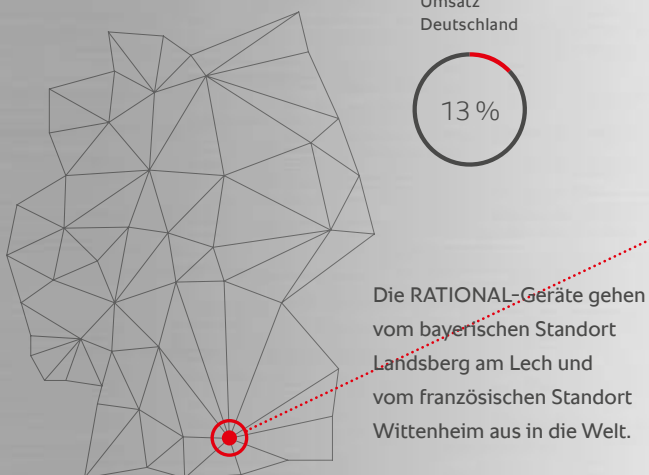 Umsatz
Deutschland
13 %
Die RATIONAL-Geräte gehen
vom bayerischen Standort
Landsberg am Lech und
vom französischen Standort
Wittenheim aus in die Welt.